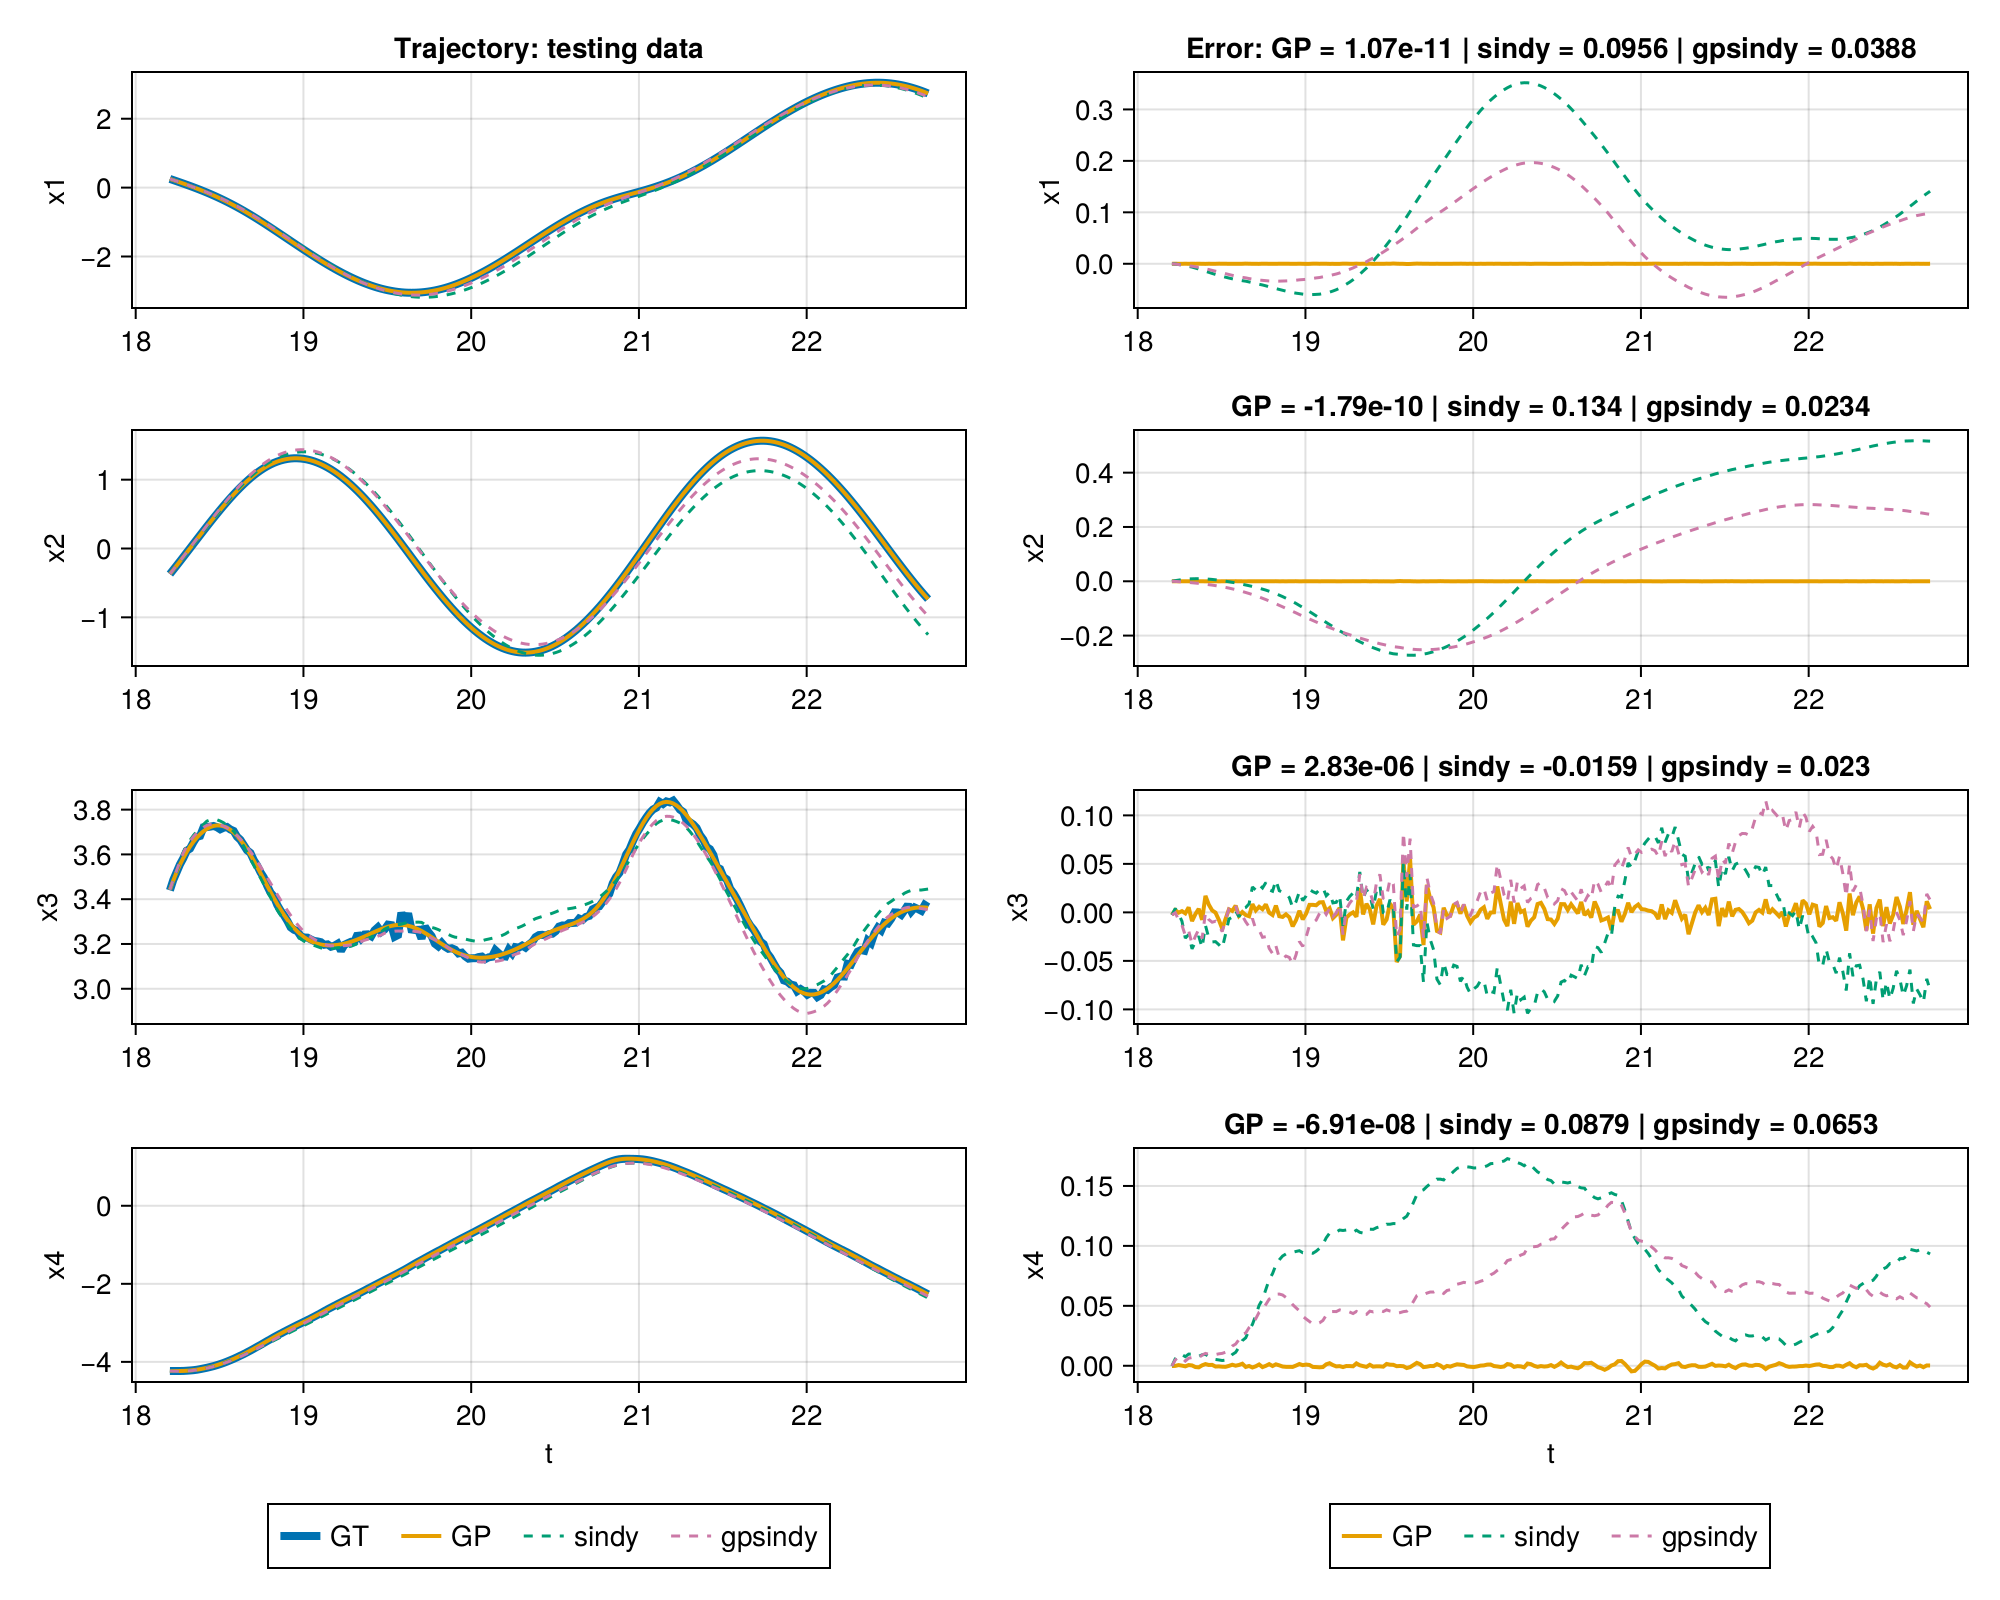 Trajectory: testing data
x1
2
0
−2
18 19 20 21 22
Error: GP = 1.07e-11 | sindy = 0.0956 | gpsindy = 0.0388
x1
0.3
0.2
0.1
0.0
18 19 20 21 22
x2
1
0
−1
18 19 20 21 22
GP = -1.79e-10 | sindy = 0.134 | gpsindy = 0.0234
x2
0.4
0.2
0.0
−0.2
18 19 20 21 22
x3
3.8
3.6
3.4
3.2
3.0
18 19 20 21 22
GP = 2.83e-06 | sindy = -0.0159 | gpsindy = 0.023
x3
0.10
0.05
0.00
−0.05
−0.10
18 19 20 21 22
x4
0
−2
−4
18 19 20 21 22
t
GP = -6.91e-08 | sindy = 0.0879 | gpsindy = 0.0653
x4
0.15
0.10
0.05
0.00
18 19 20 21 22
t
GT GP sindy gpsindy
GP sindy gpsindy